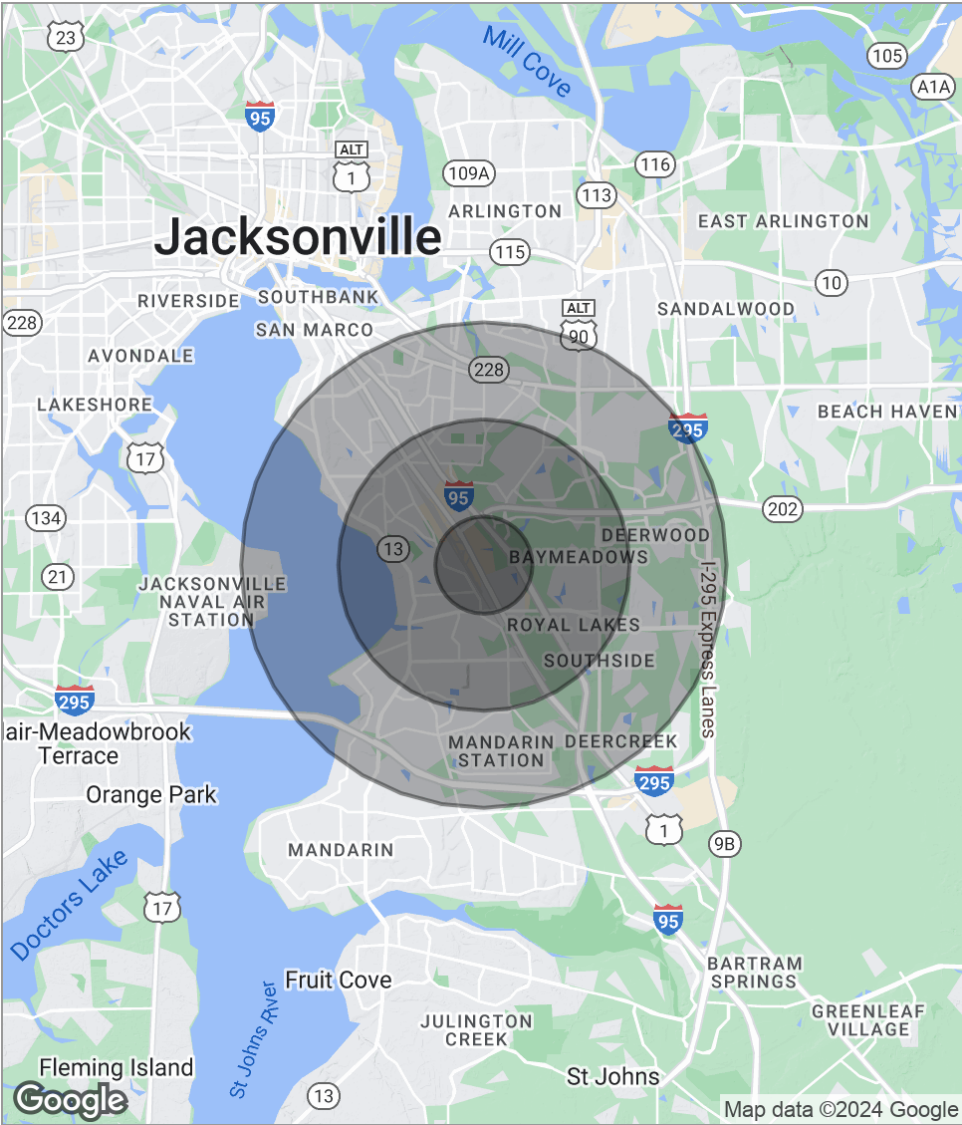 23
Mill Cove
105
A1A
95
ALT
1
109A
116
113
ARLINGTON
EAST ARLINGTON
Jacksonville
115
10
RIVERSIDE
SOUTHBANK
ALT
90
SANDALWOOD
228
SAN MARCO
AVONDALE
228
LAKESHORE
BEACH HAVEN
295
17
95
202
134
13
DEERWOOD
BAYMEADOWS
21
JACKSONVILLE
NAVAL AIR
STATION
I-295 Express Lanes
ROYAL LAKES
SOUTHSIDE
295
lair-Meadowbrook
Terrace
MANDARIN
STATION
DEERCREEK
295
Orange Park
1
MANDARIN
9B
Doctors Lake
17
95
Fruit Cove
BARTRAM
SPRINGS
St Johns River
JULINGTON
CREEK
GREENLEAF
VILLAGE
Fleming Island
St Johns
13
Google
Map data ©2024 Google